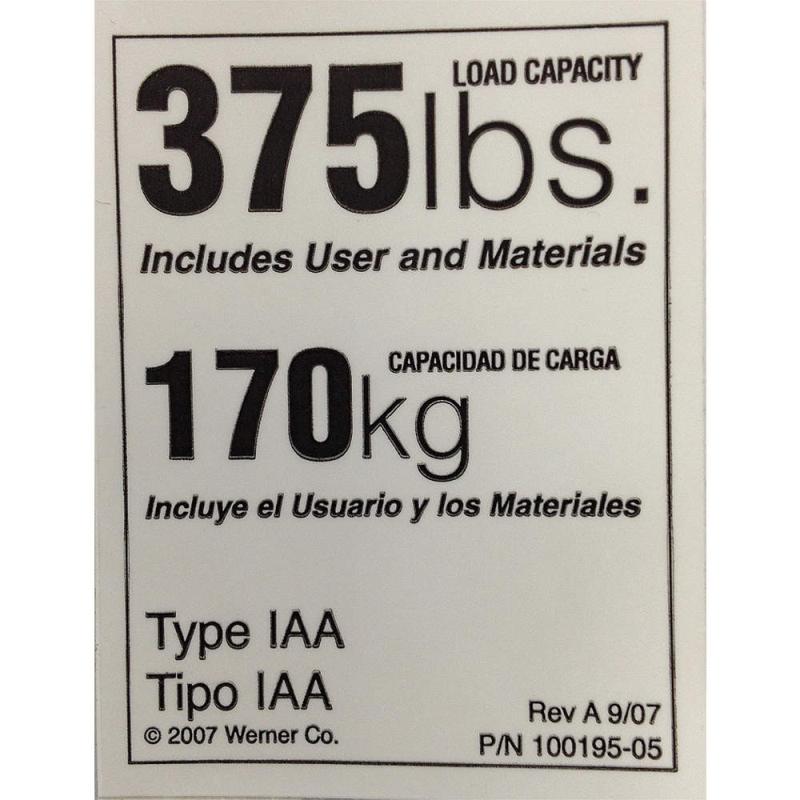 LOAD CAPACITY
375lbs.
Includes User and Materials
CAPACIDAD DE CARGA
170kg
Incluye el Usuario y los Materiales
Type IAA
Tipo IAA
© 2007 Werner Co.
Rev A 9/07
P/N 100195-05